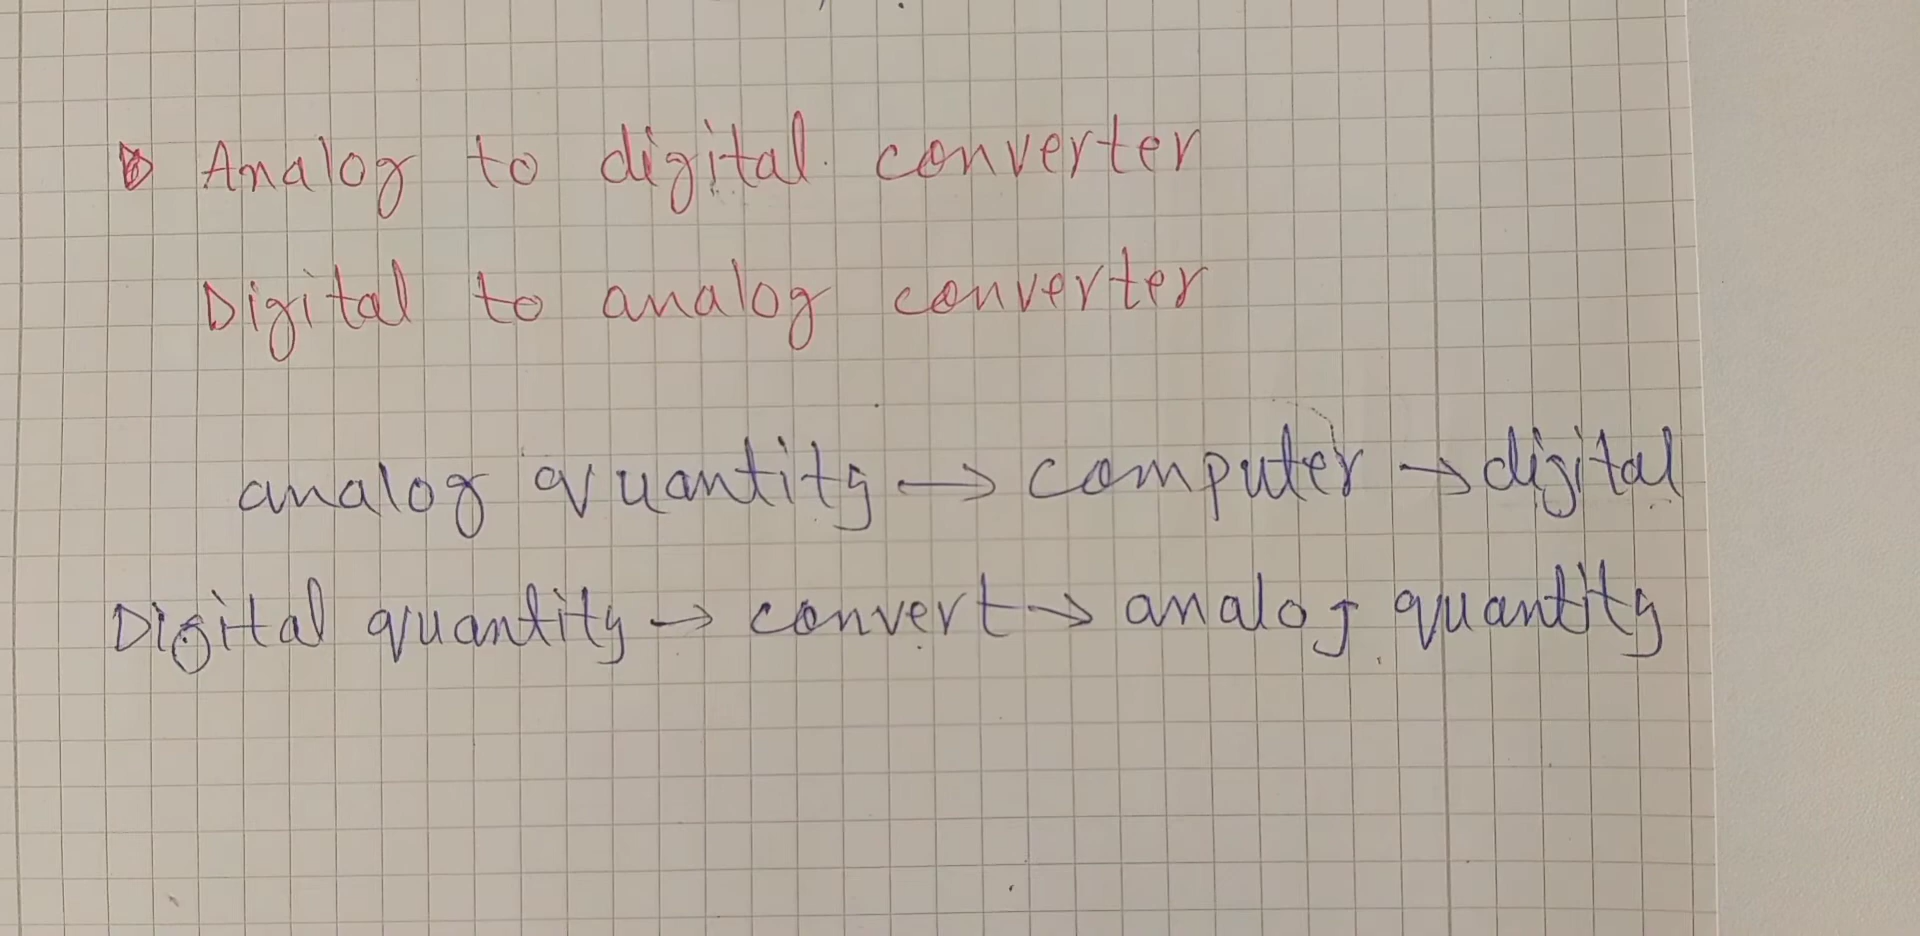 Analog to digital converter
Digital to analog converter
analog quantity → computer → digital
Digital quantity → convert → analog quantity